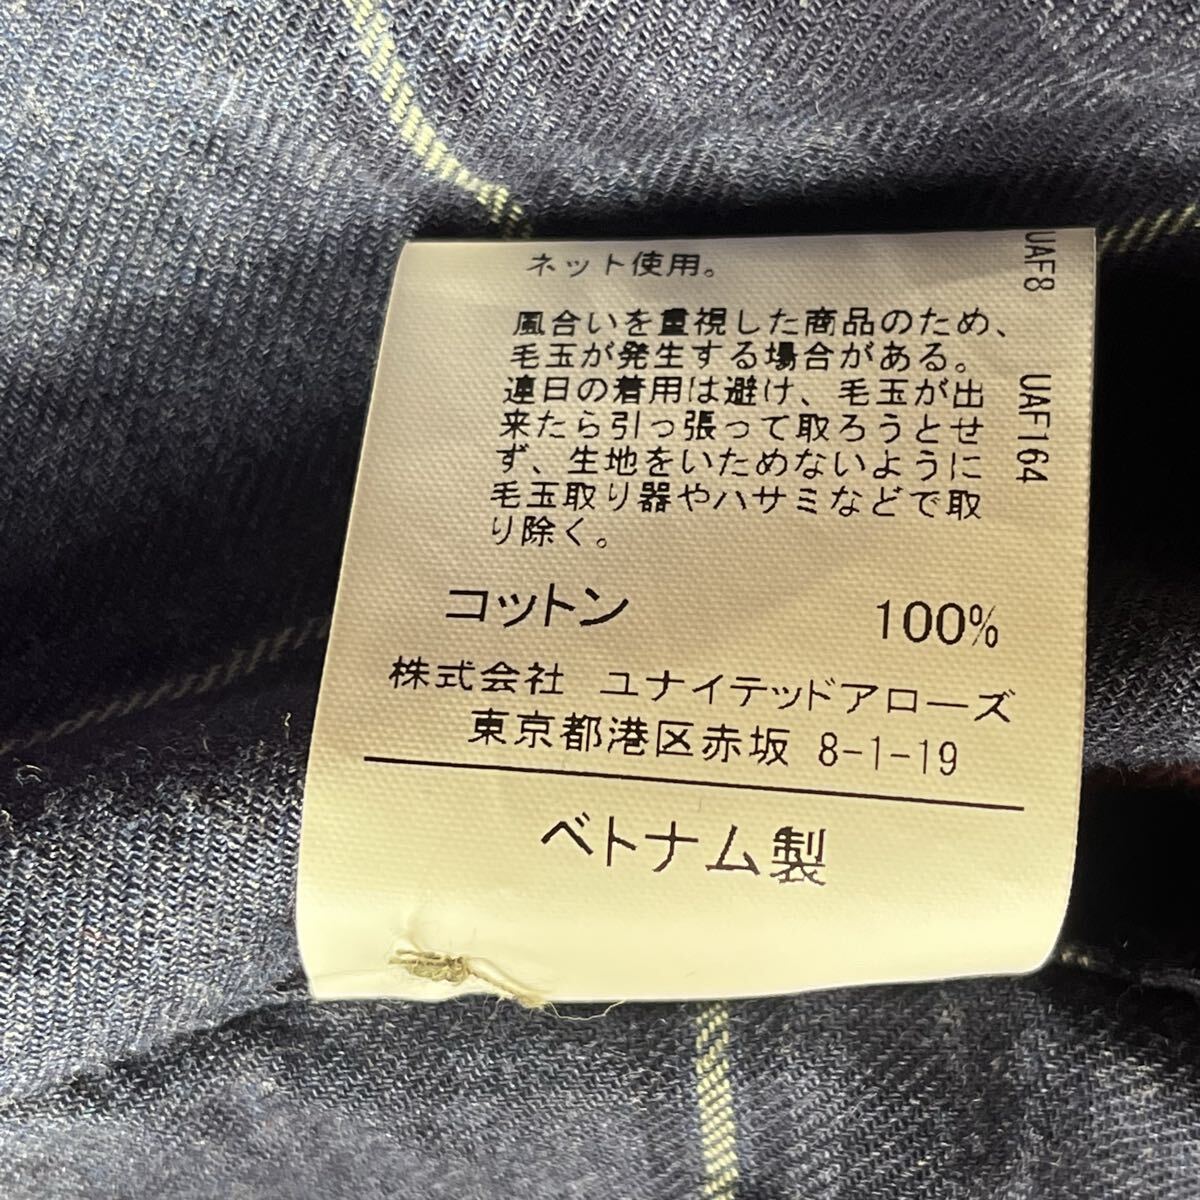 ネット使用。
風合いを重視した商品のため、
毛玉が発生する場合がある。
連日の着用は避け、毛玉が出
来たら引っ張って取ろうとせ
ず、生地をいためないように
毛玉取り器やハサミなどで取
り除く。
コットン 100%
株式会社 ユナイテッドアローズ
東京都港区赤坂 8-1-19
ベトナム製
UAF8
UAF164